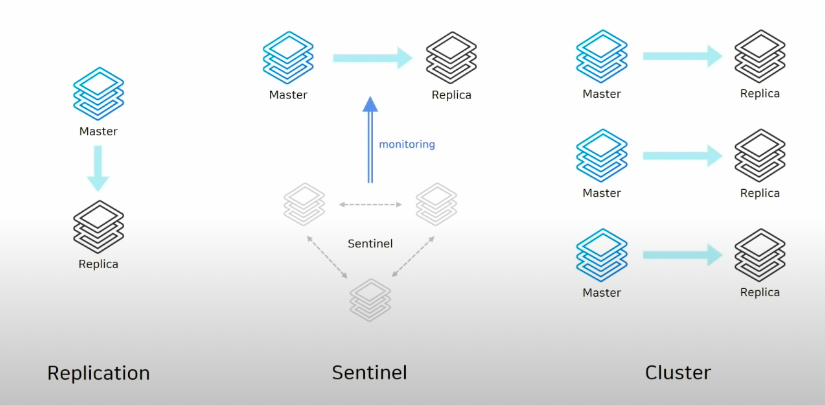 Master
Replica
Replication
Master
Replica
monitoring
Sentinel
Sentinel
Master
Replica
Master
Replica
Master
Replica
Cluster